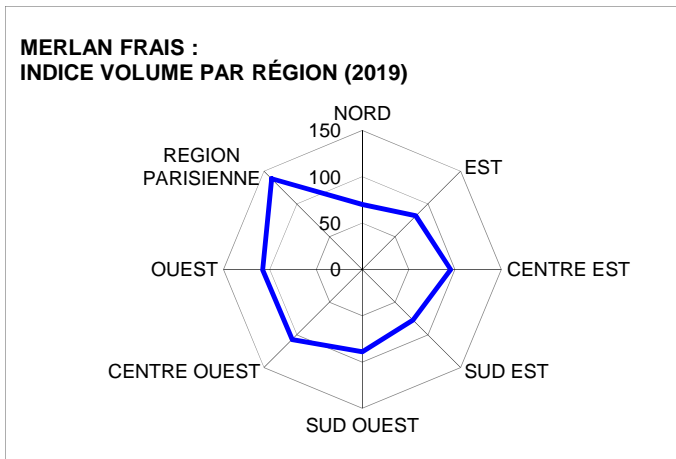 MERLAN FRAIS :
INDICE VOLUME PAR RÉGION (2019)
NORD
150
REGION
PARISIENNE
EST
100
50
OUEST
0
CENTRE EST
CENTRE OUEST
SUD EST
SUD OUEST